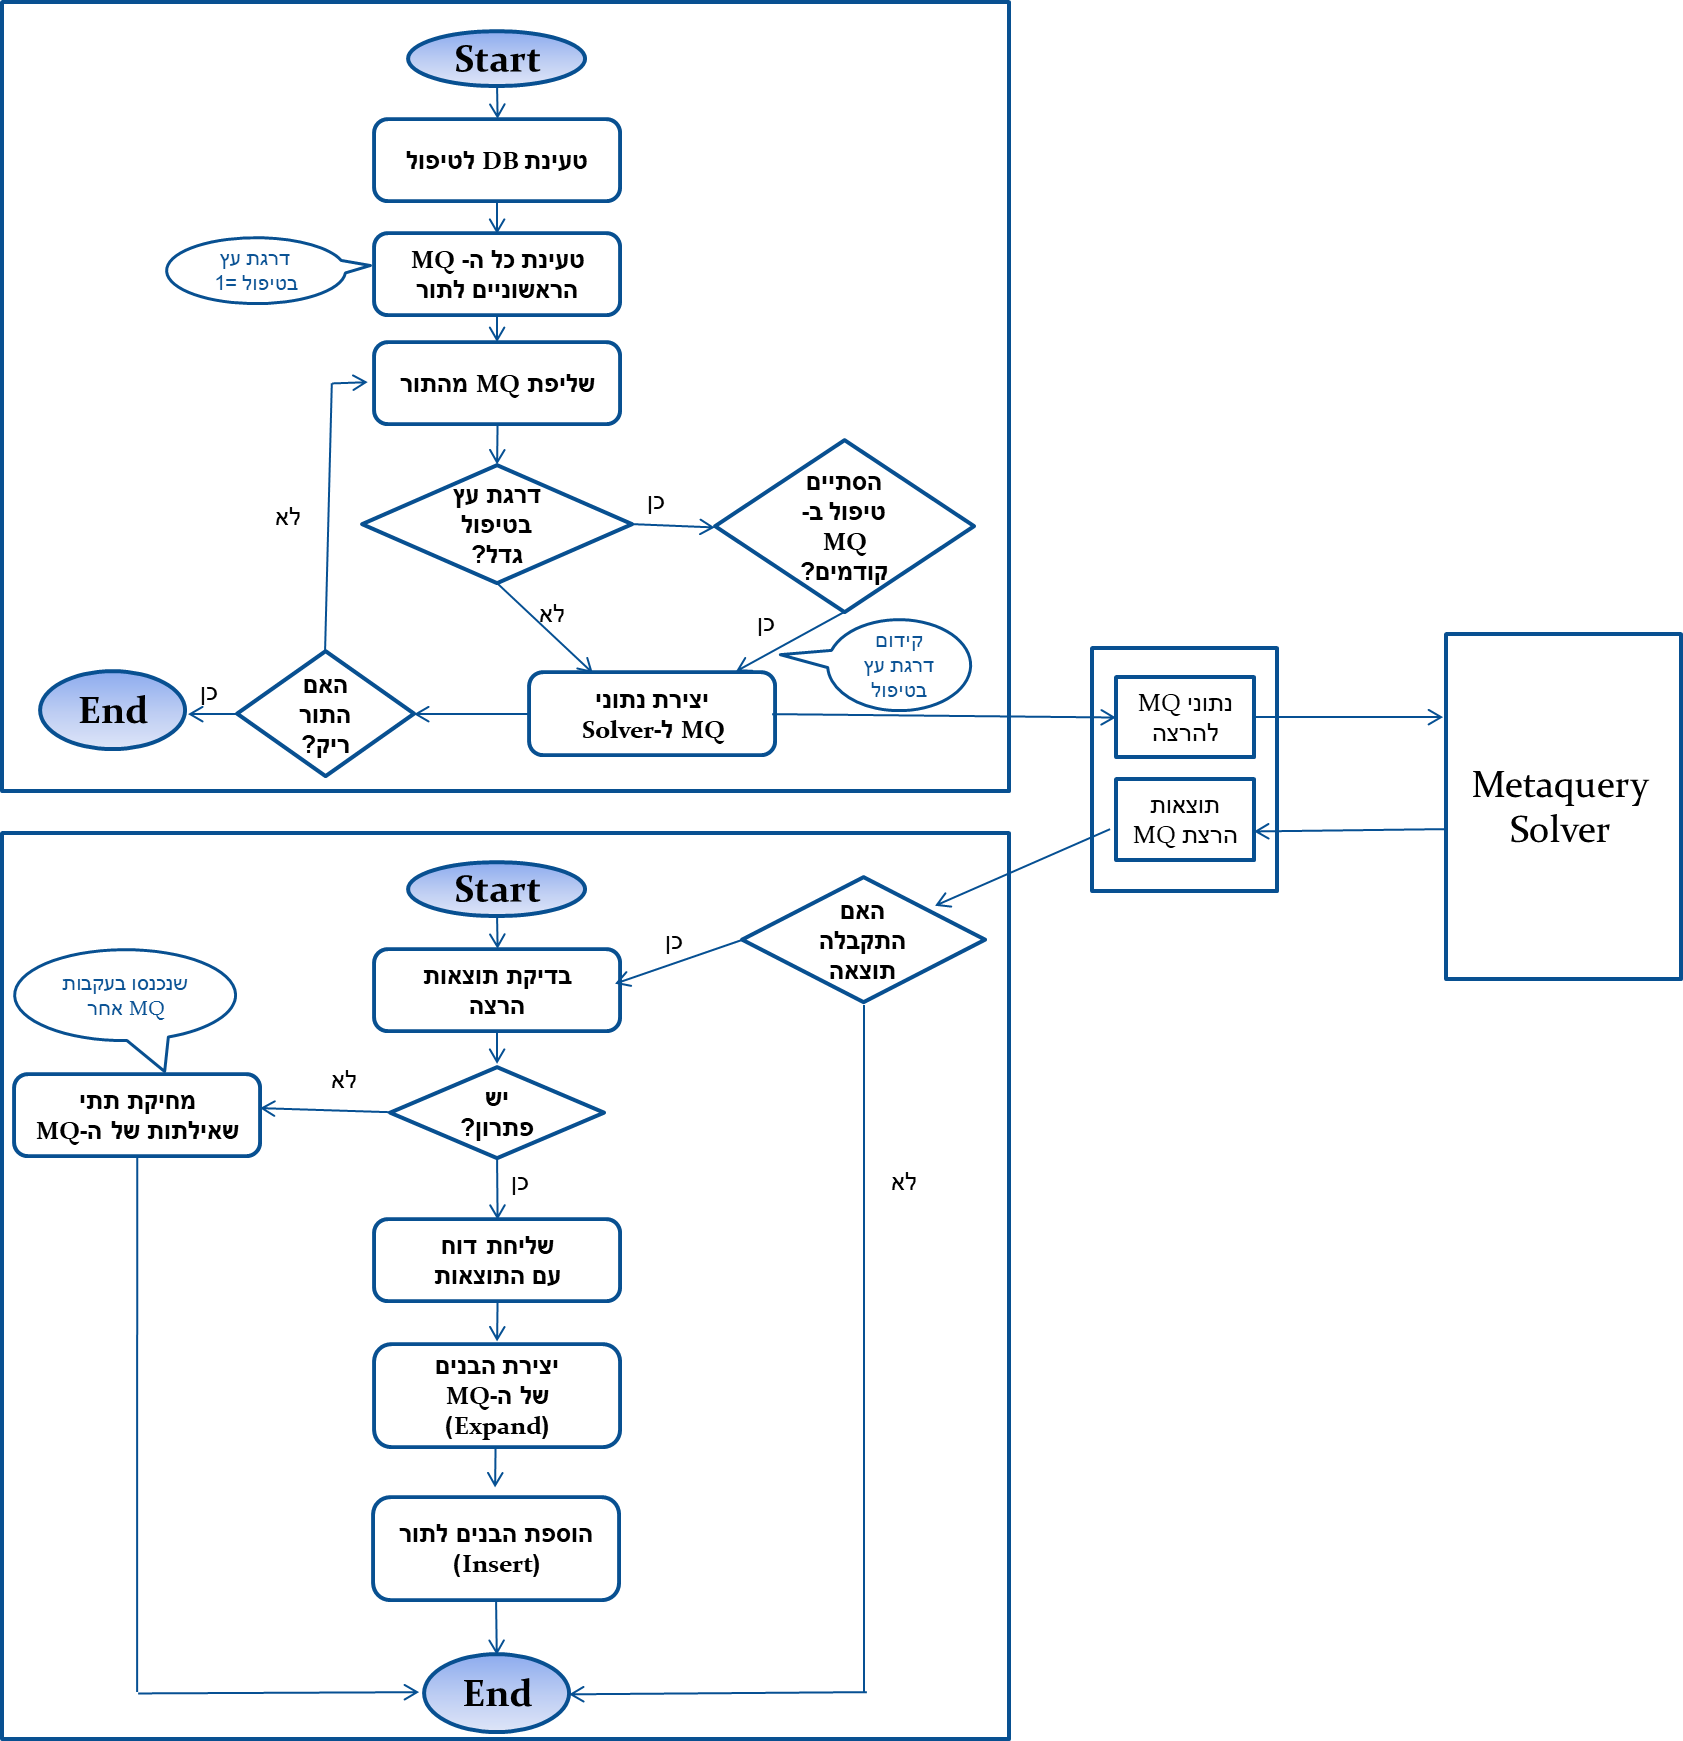 Start
טעינת DB לטיפול
טעינת כל ה- MQ
הראשוניים לתור
דרגת עץ
בטיפול =1
שליפת MQ מהתור
דרגת עץ
בטיפול
גדל?
כן
הסתיים
טיפול ב-
MQ
קודמים?
לא
לא
כן
קידום
דרגת עץ
בטיפול
יצירת נתוני
MQ ל-Solver
האם
התור
ריק?
כן
End
נתוני MQ
להרצה
תוצאות
הרצת MQ
Metaquery
Solver
Start
האם
התקבלה
תוצאה
כן
בדיקת תוצאות
הרצה
שנכנסו בעקבות
MQ אחר
יש
פתרון?
לא
מחיקת תתי
שאילתות של ה-MQ
כן
לא
שליחת דוח
עם התוצאות
יצירת הבנים
של ה-MQ
(Expand)
הוספת הבנים לתור
(Insert)
End